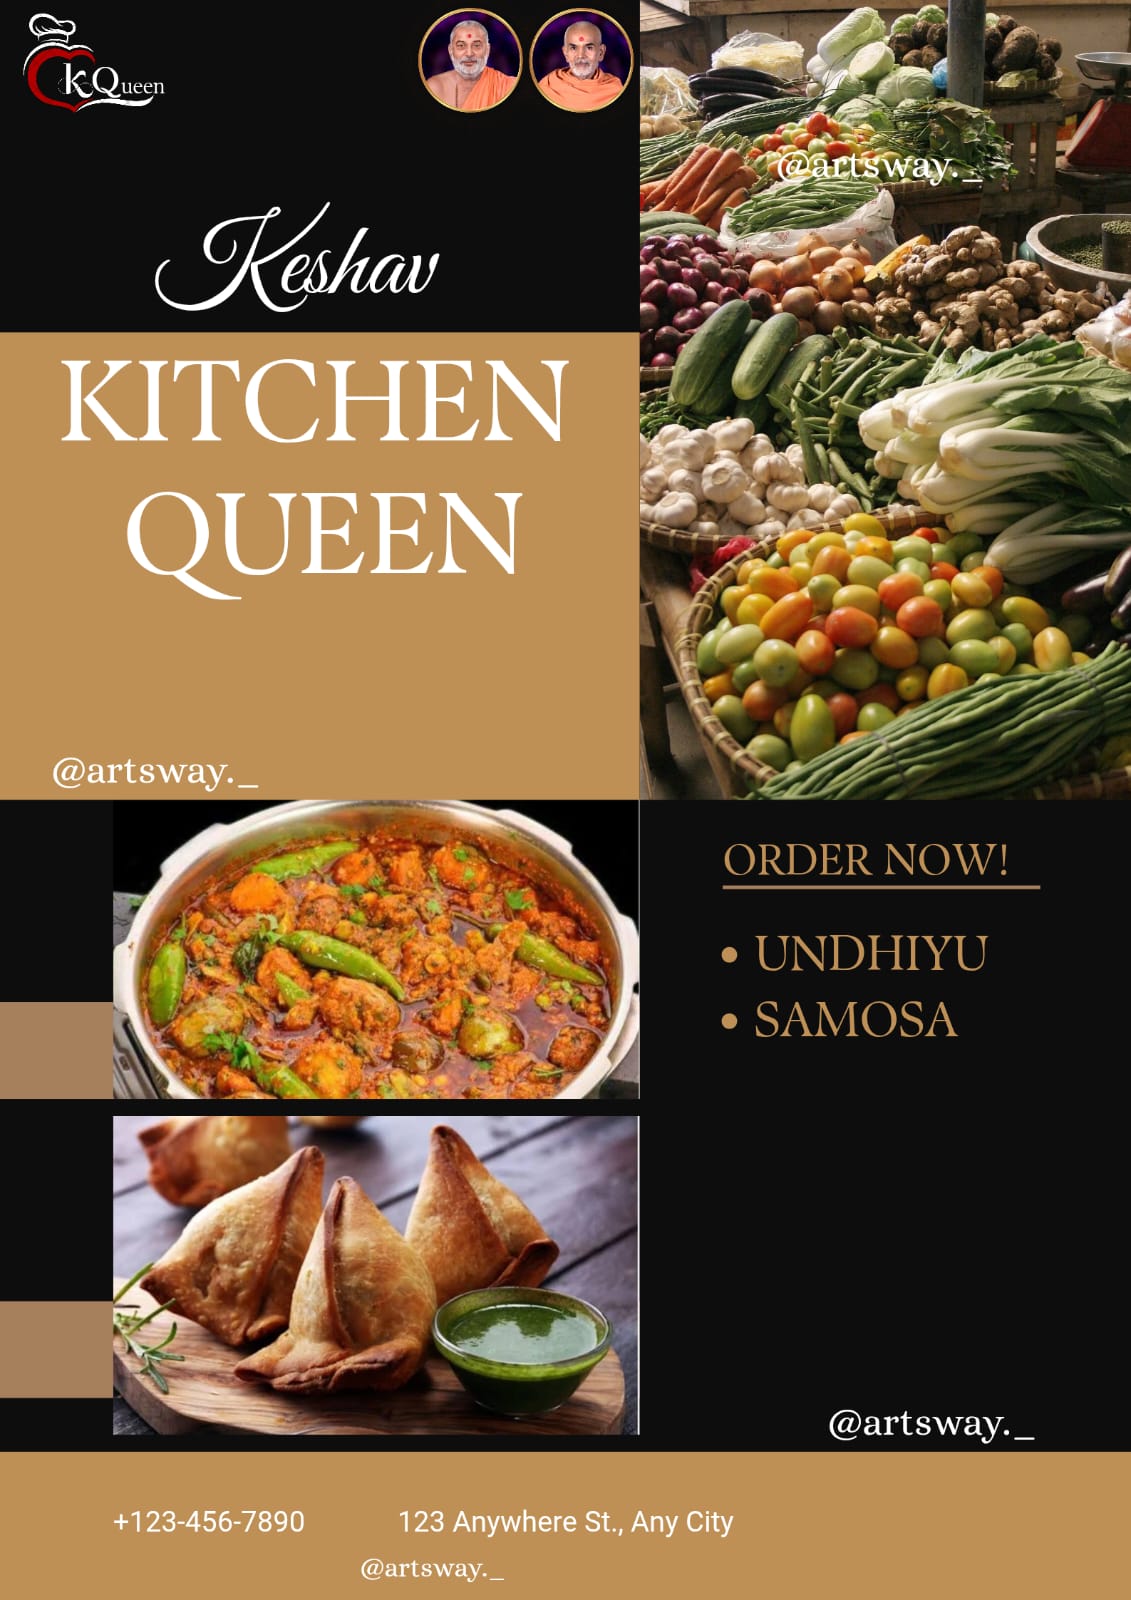 KQueen
@artsway._
Keshav
KITCHEN
QUEEN
@artsway._
ORDER NOW!
• UNDHIYU
• SAMOSA
@artsway._
+123-456-7890 123 Anywhere St., Any City
@artsway._